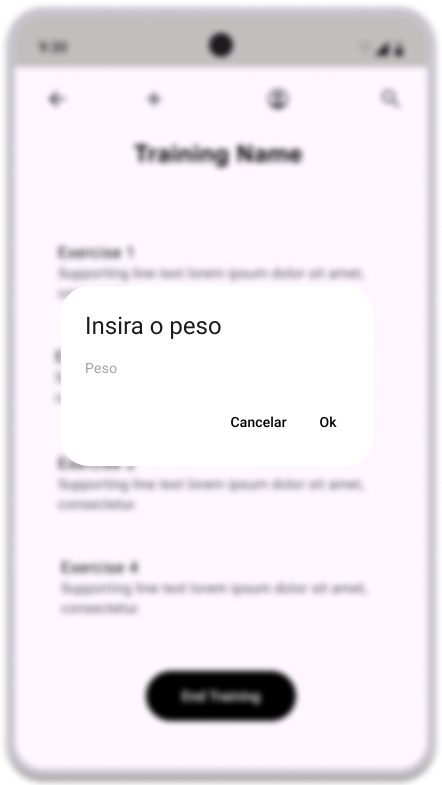 9:30
Training Name
Exercise 1
Supporting line text lorem ipsum dolor sit amet,
Insira o peso
Peso
Cancelar
Ok
Supporting line text lorem ipsum dolor sit amet,
consectetur.
Exercise 4
Supporting line text lorem ipsum dolor sit amet,
consectetur.
End Training